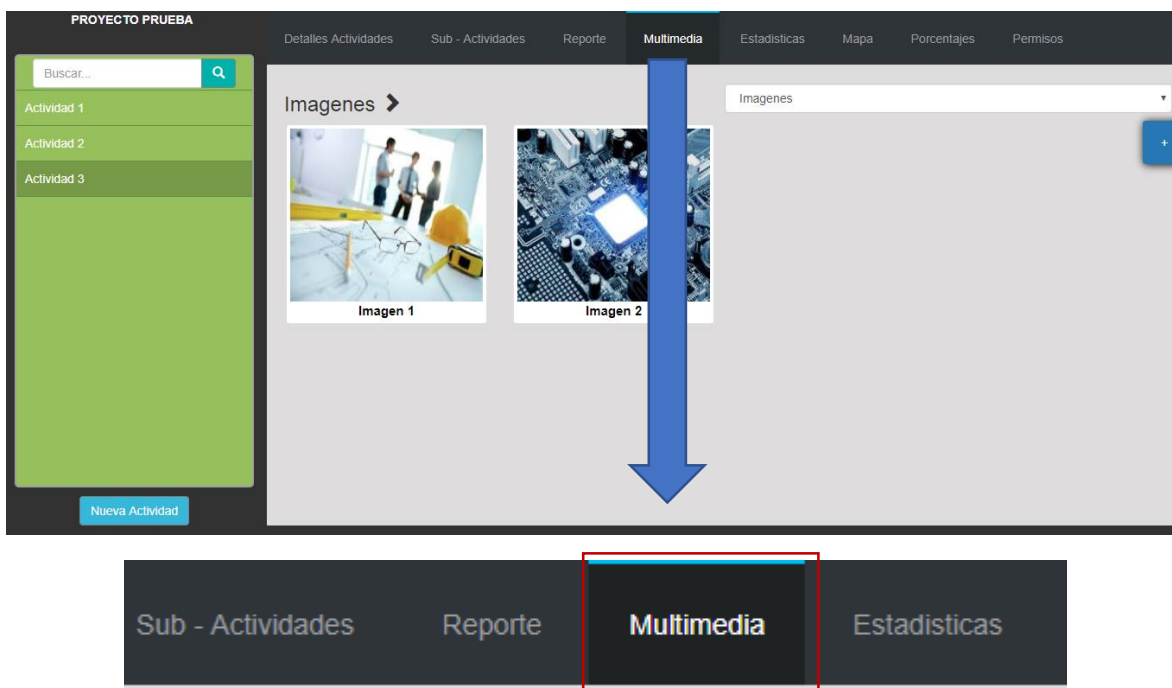 PROYECTO PRUEBA
Detalles Actividades Sub - Actividades Reporte Multimedia Estadisticas Mapa Porcentajes Permisos
Buscar...
Actividad 1
Actividad 2
Actividad 3
Nueva Actividad
Imagenes
Imagenes
+
Imagen 1 Imagen 2
Sub - Actividades Reporte Multimedia Estadisticas